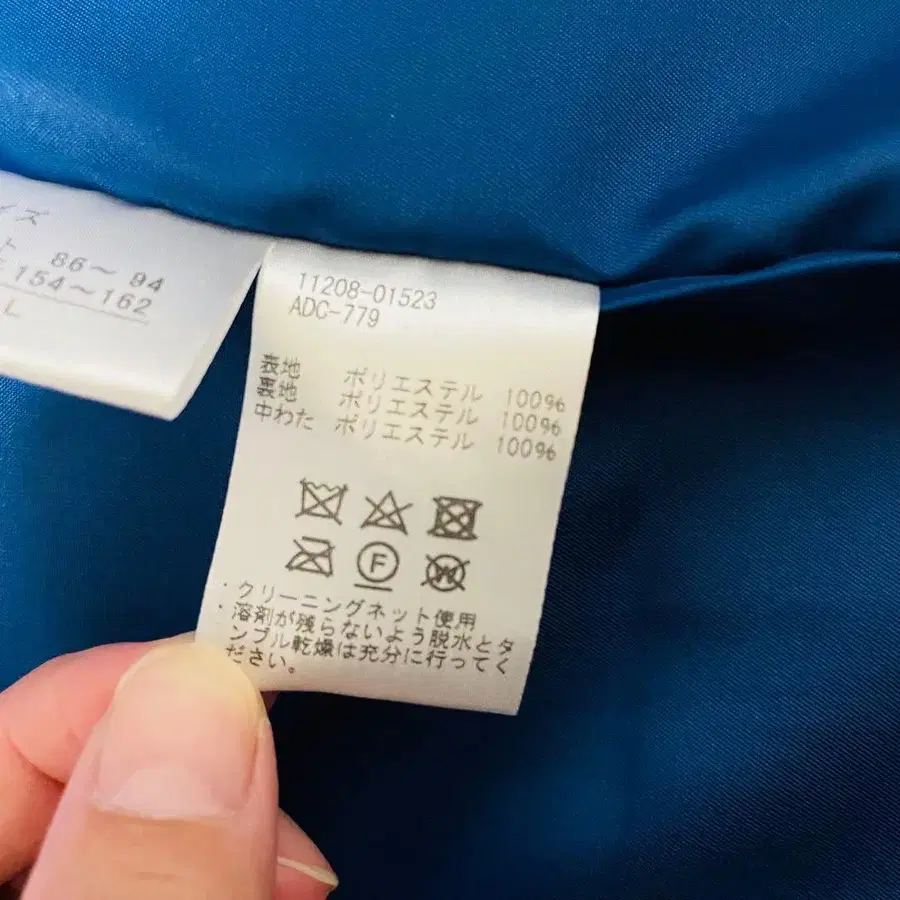 イズ
ト 86～ 94
154～162
L
11208-01523
ADC-779
表地 ポリエステル 100%
裏地 ポリエステル 100%
中わた ポリエステル 100%
F W
・クリーニングネット使用
・溶剤が残らないよう脱水とタ
ンブル乾燥は充分に行ってく
ださい。